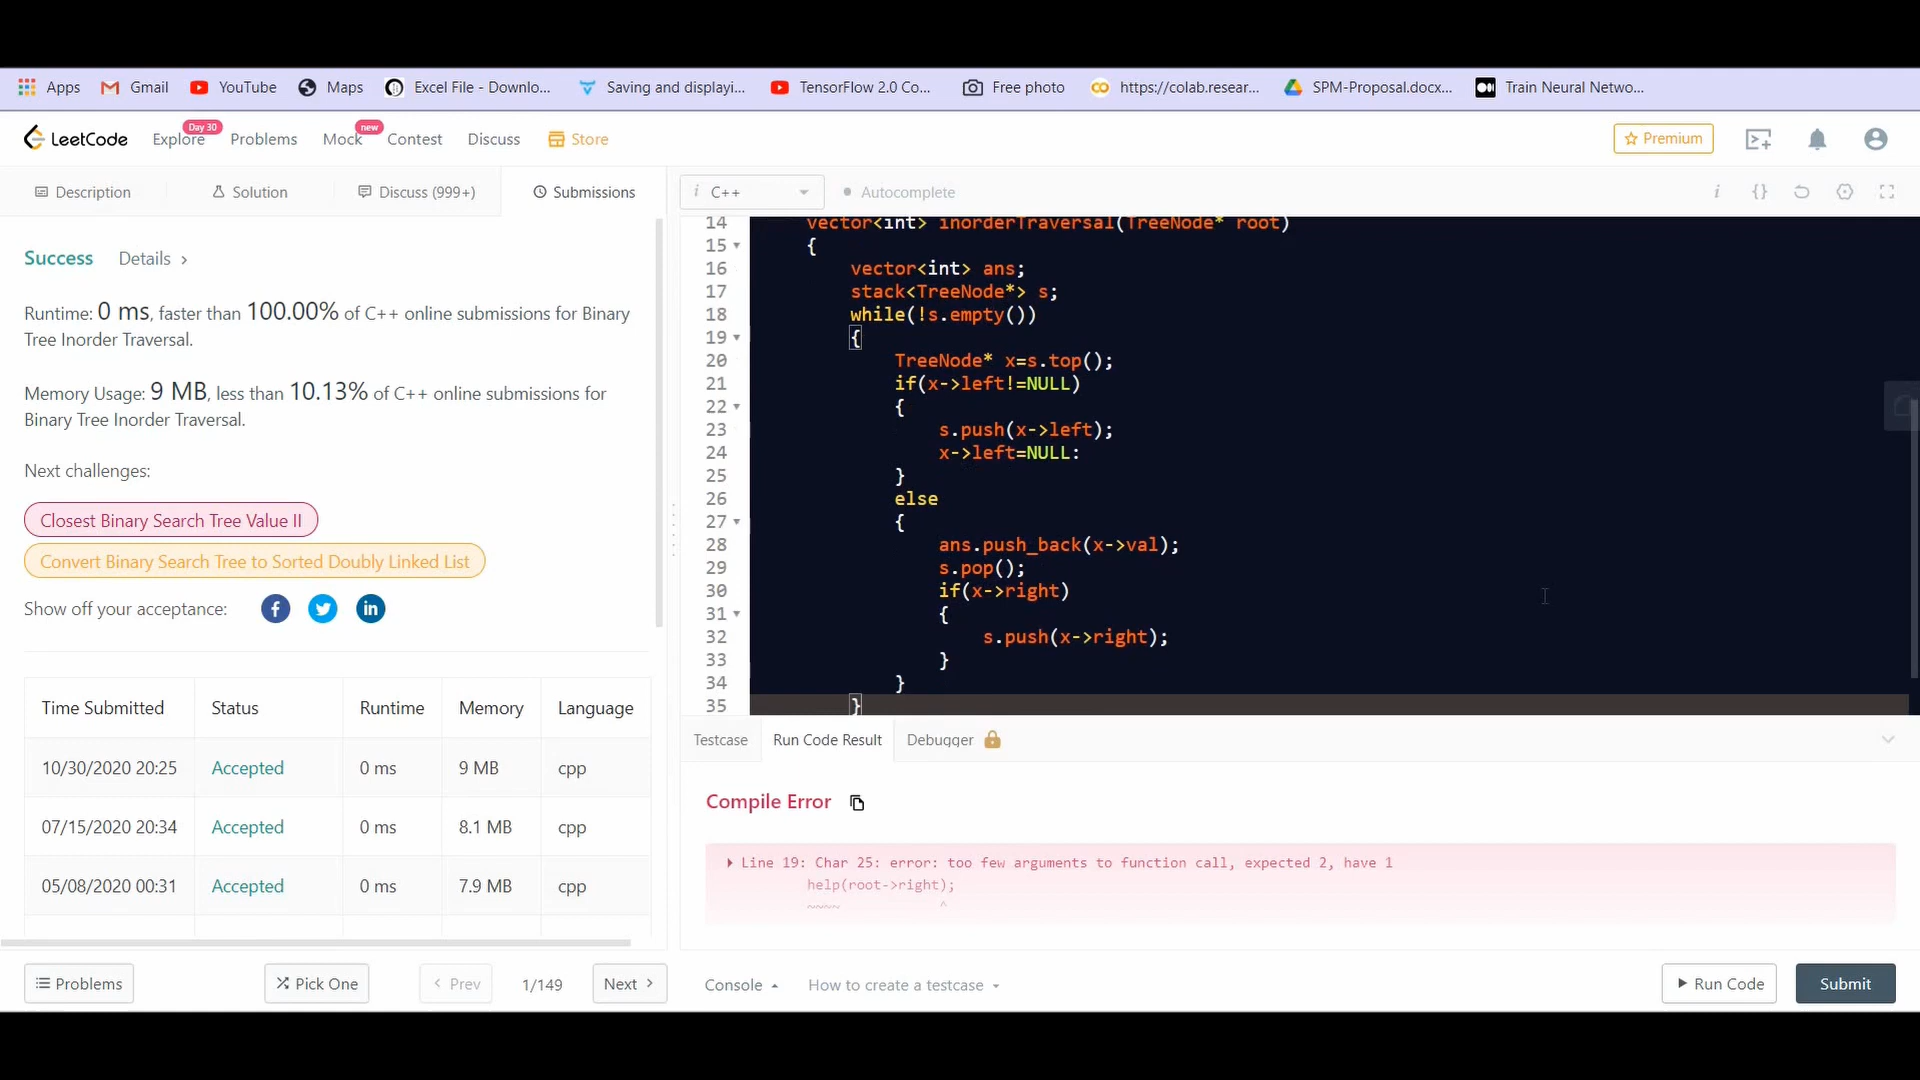 Apps Gmail YouTube Maps Excel File - Downlo... Saving and displayi... TensorFlow 2.0 Co... Free photo https://colab.resear... SPM-Proposal.docx... Train Neural Netwo...
LeetCode Explore Day 30 Problems Mock new Contest Discuss Store Premium
Description Solution Discuss (999+) Submissions
i C++ Autocomplete
Success Details >
Runtime: 0 ms, faster than 100.00% of C++ online submissions for Binary
Tree Inorder Traversal.
Memory Usage: 9 MB, less than 10.13% of C++ online submissions for
Binary Tree Inorder Traversal.
Next challenges:
Closest Binary Search Tree Value II
Convert Binary Search Tree to Sorted Doubly Linked List
Show off your acceptance:
Time Submitted Status Runtime Memory Language
10/30/2020 20:25 Accepted 0 ms 9 MB cpp
07/15/2020 20:34 Accepted 0 ms 8.1 MB cpp
05/08/2020 00:31 Accepted 0 ms 7.9 MB cpp
14 vector<int> inorderTraversal(TreeNode* root)
15 {
16 vector<int> ans;
17 stack<TreeNode*> s;
18 while(!s.empty())
19 {
20 TreeNode* x=s.top();
21 if(x->left!=NULL)
22 {
23 s.push(x->left);
24 x->left=NULL:
25 }
26 else
27 {
28 ans.push_back(x->val);
29 s.pop();
30 if(x->right)
31 {
32 s.push(x->right);
33 }
34 }
35 }
Testcase Run Code Result Debugger
Compile Error
Line 19: Char 25: error: too few arguments to function call, expected 2, have 1
help(root->right);
~~~~ ^
Problems Pick One < Prev 1/149 Next >
Console How to create a testcase Run Code Submit